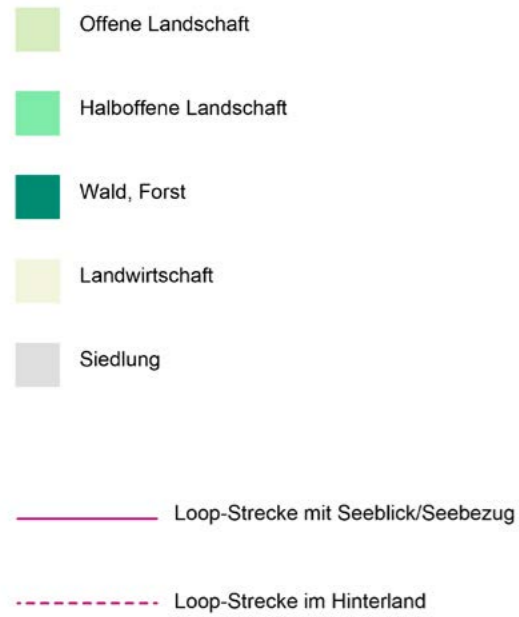 Offene Landschaft
Halboffene Landschaft
Wald, Forst
Landwirtschaft
Siedlung
Loop-Strecke mit Seeblick/Seebezug
Loop-Strecke im Hinterland